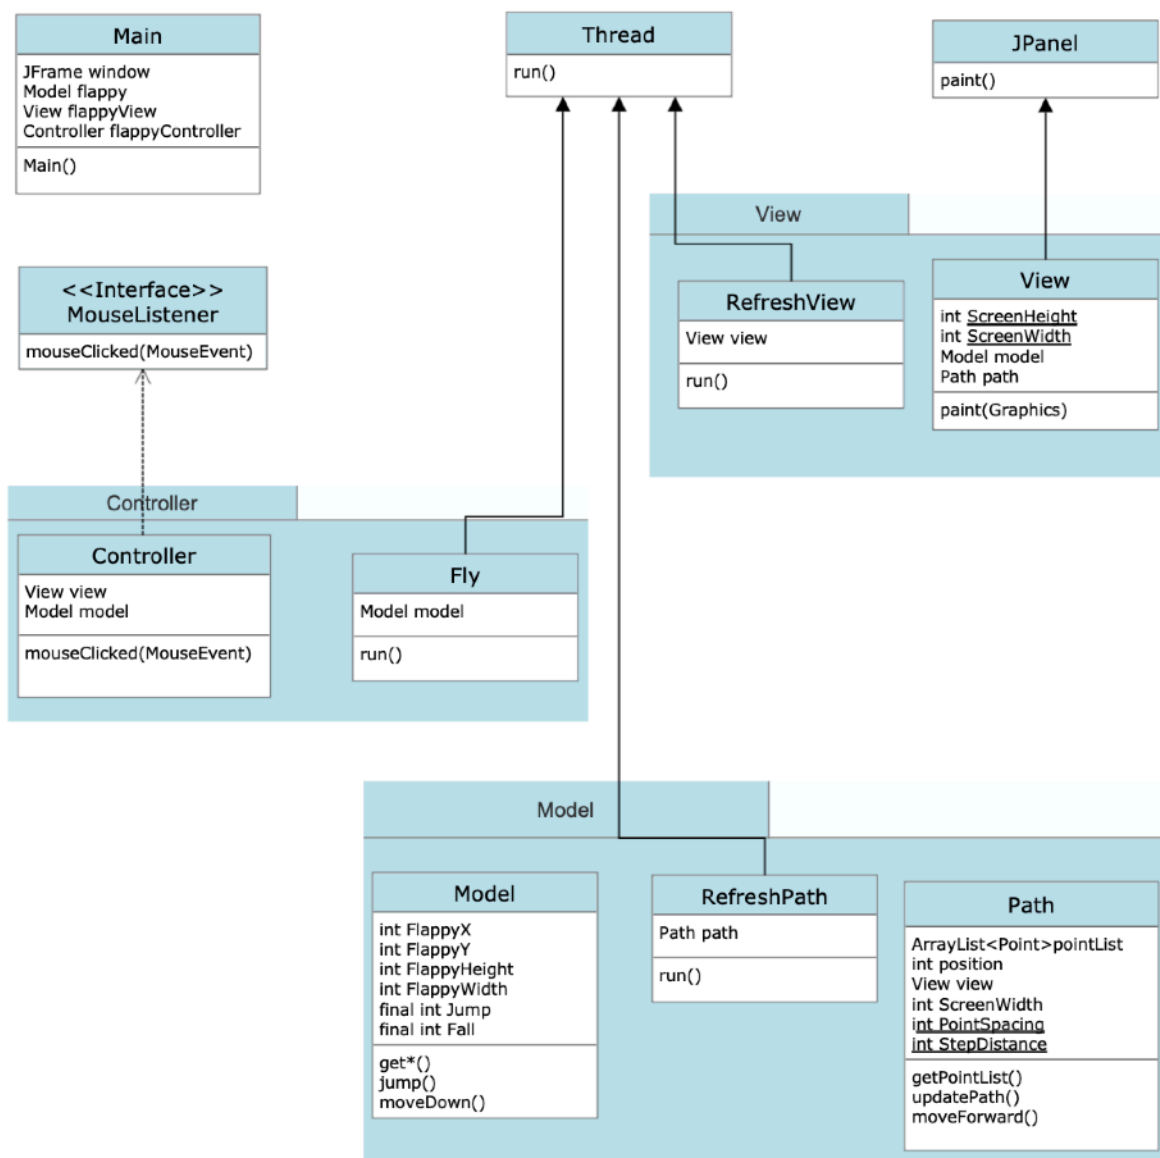 Main
JFrame window
Model flappy
View flappyView
Controller flappyController
Main()
Thread
run()
JPanel
paint()
<<Interface>>
MouseListener
mouseClicked(MouseEvent)
View
RefreshView
View view
run()
View
int ScreenHeight
int ScreenWidth
Model model
Path path
paint(Graphics)
Controller
Controller
View view
Model model
mouseClicked(MouseEvent)
Fly
Model model
run()
Model
Model
int FlappyX
int FlappyY
int FlappyHeight
int FlappyWidth
final int Jump
final int Fall
get*()
jump()
moveDown()
RefreshPath
Path path
run()
Path
ArrayList<Point>pointList
int position
View view
int ScreenWidth
int PointSpacing
int StepDistance
getPointList()
updatePath()
moveForward()